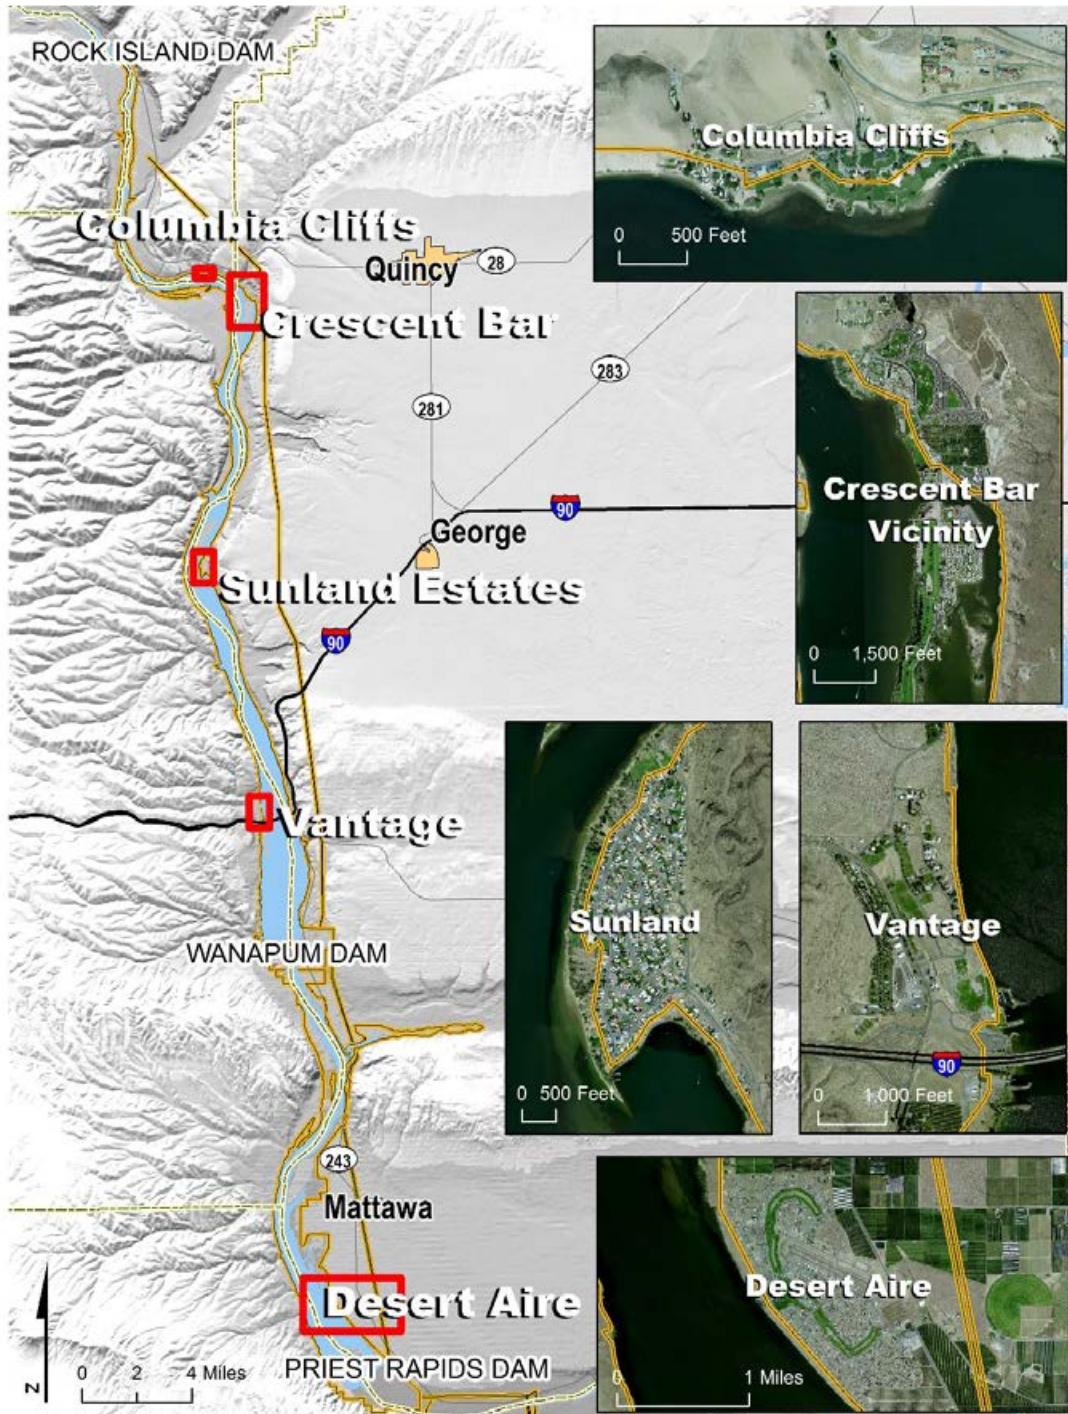 ROCK ISLAND DAM
Columbia Cliffs
0 500 Feet
Columbia Cliffs
Quincy
28
Crescent Bar
283
281
Crescent Bar
Vicinity
0 1,500 Feet
90
George
Sunland Estates
90
Vantage
Sunland
0 500 Feet
Vantage
90
0 1,000 Feet
WANAPUM DAM
243
Mattawa
Desert Aire
Desert Aire
0 1 Miles
PRIEST RAPIDS DAM
N
0 2 4 Miles